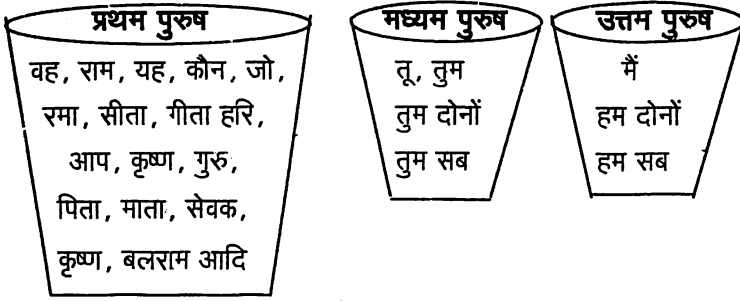 प्रथम पुरुष
वह, राम, यह, कौन, जो,
रमा, सीता, गीता हरि,
आप, कृष्ण, गुरु,
पिता, माता, सेवक,
कृष्ण, बलराम आदि
मध्यम पुरुष
तू, तुम
तुम दोनों
तुम सब
उत्तम पुरुष
मैं
हम दोनों
हम सब